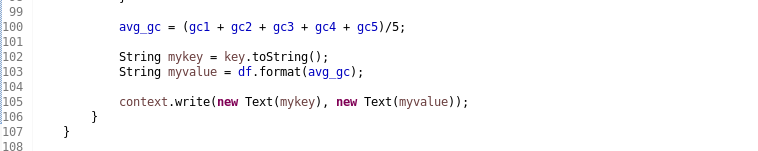 99
100 avg_gc = (gc1 + gc2 + gc3 + gc4 + gc5)/5;
101
102 String mykey = key.toString();
103 String myvalue = df.format(avg_gc);
104
105 context.write(new Text(mykey), new Text(myvalue));
106 }
107 }
108